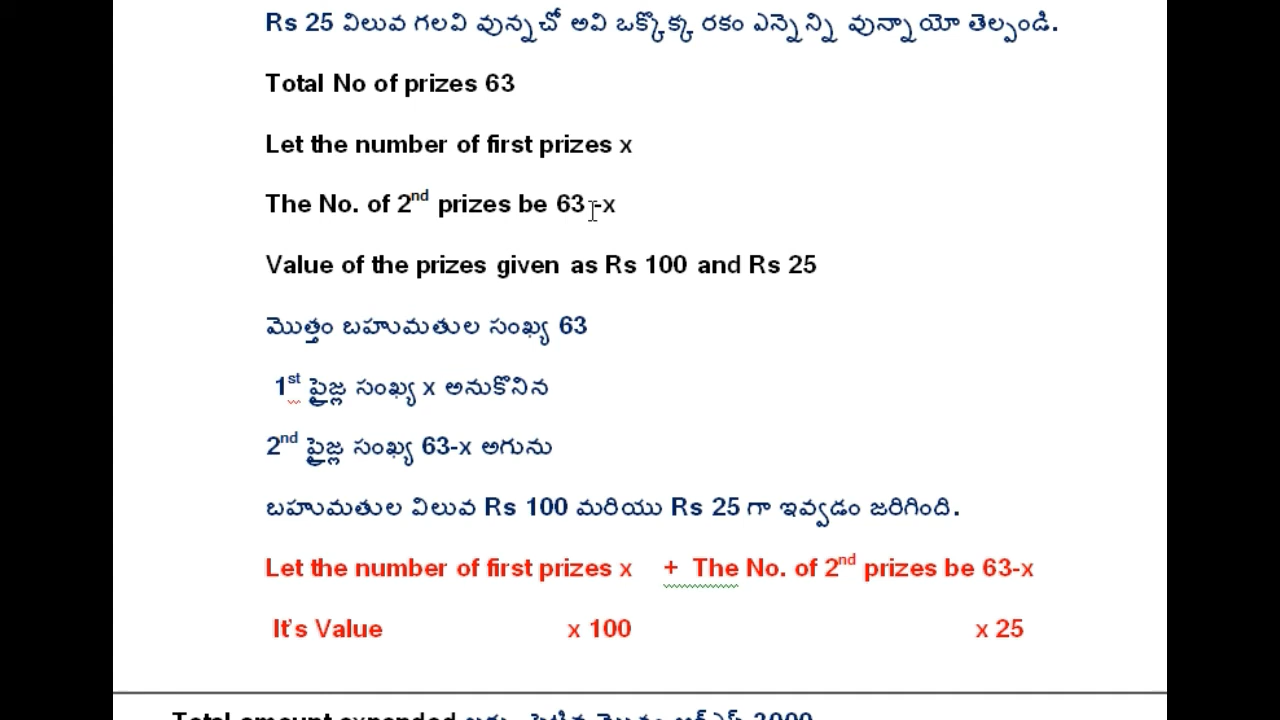 Rs 25 విలువ గలవి వున్నచో అవి ఒక్కొక్క రకం ఎన్నెన్ని వున్నాయో తెల్పండి.
Total No of prizes 63
Let the number of first prizes x
The No. of 2nd prizes be 63 -x
Value of the prizes given as Rs 100 and Rs 25
మొత్తం బహుమతుల సంఖ్య 63
1st ప్రైజ్ల సంఖ్య x అనుకొనిన
2nd ప్రైజ్ల సంఖ్య 63-x అగును
బహుమతుల విలువ Rs 100 మరియు Rs 25 గా ఇవ్వడం జరిగింది.
Let the number of first prizes x + The No. of 2nd prizes be 63-x
It's Value x 100 x 25
Total amount expended